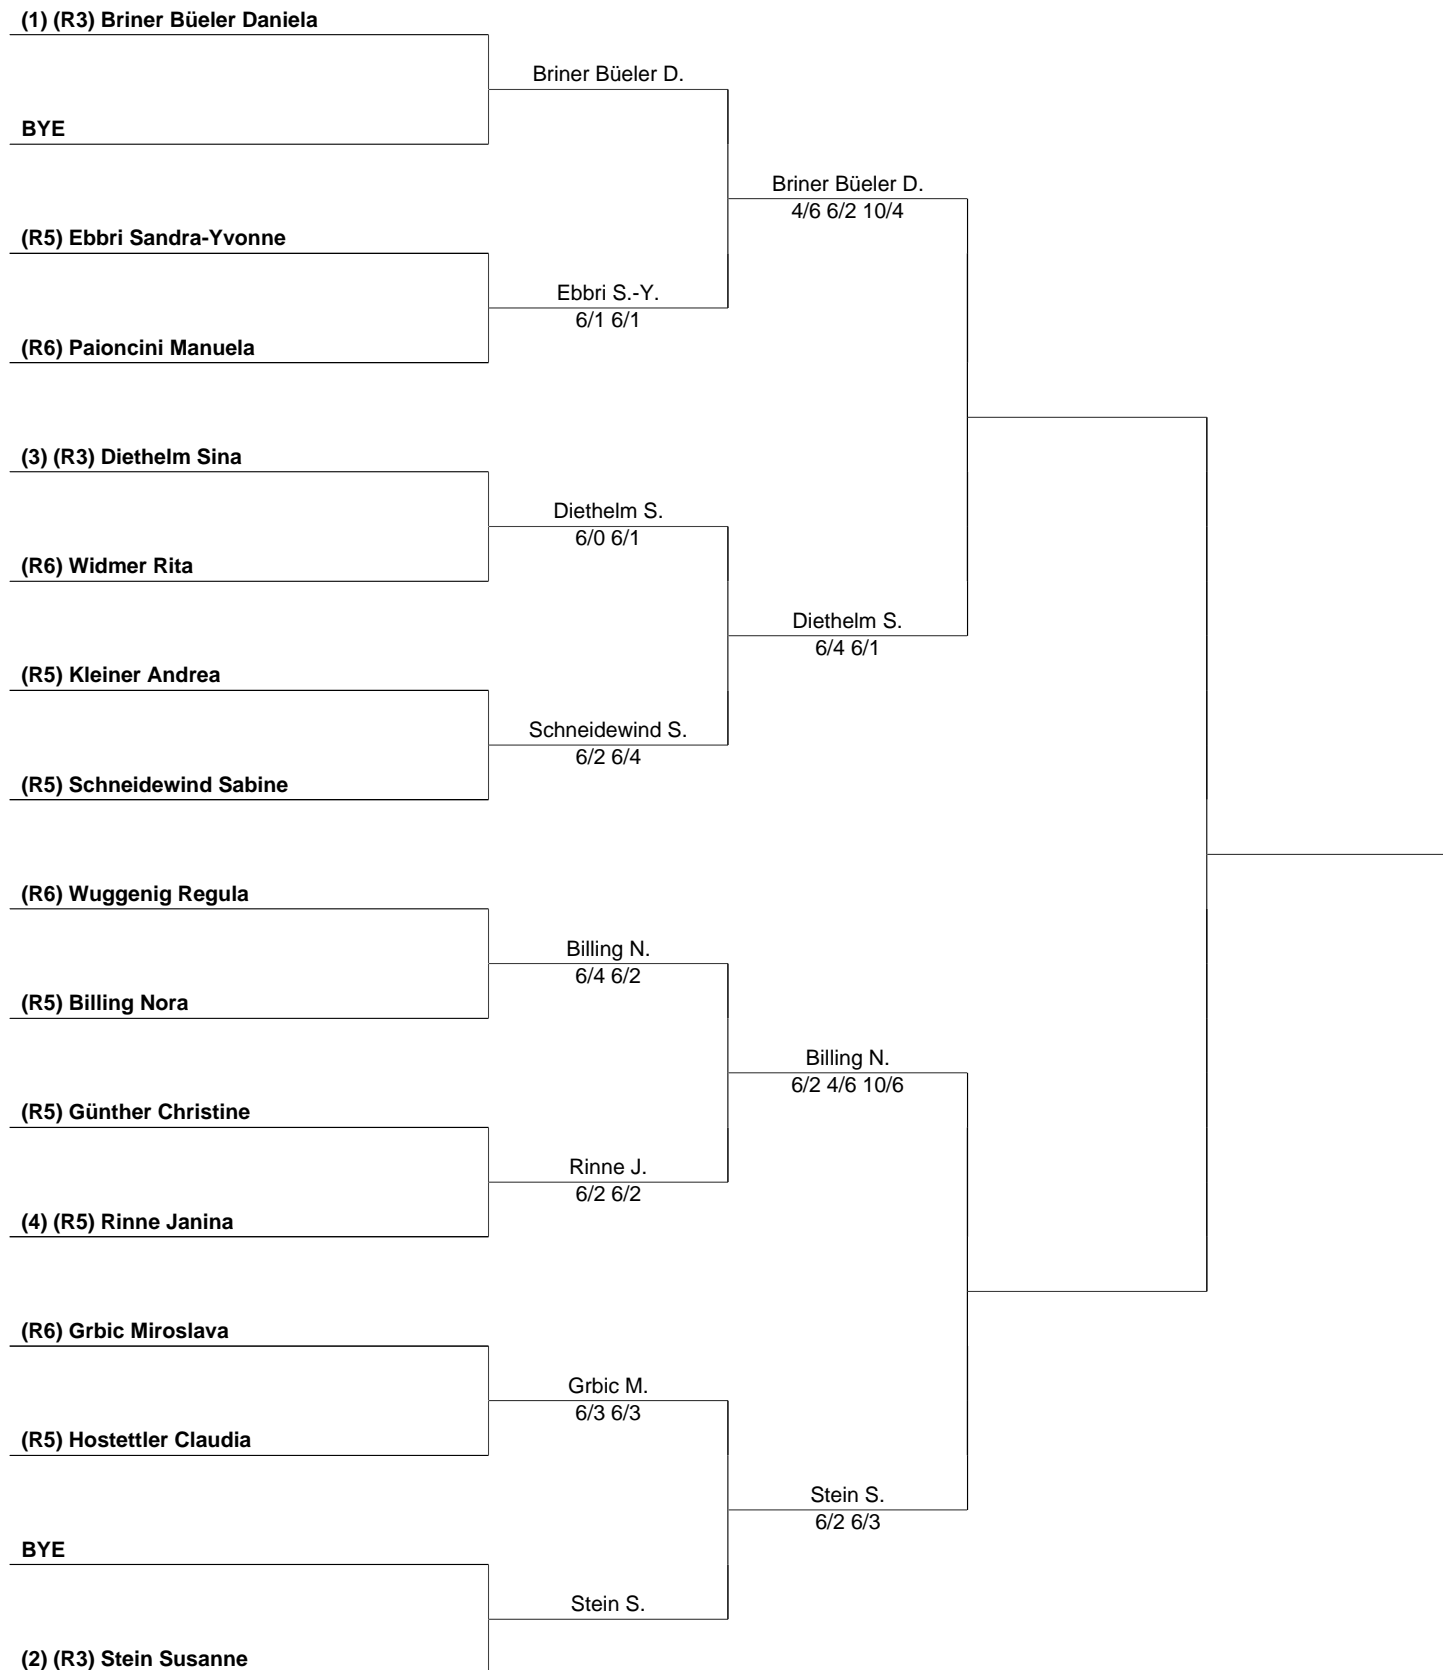 (1) (R3) Briner Büeler Daniela
Briner Büeler D.
BYE
Briner Büeler D.
4/6 6/2 10/4
(R5) Ebbri Sandra-Yvonne
Ebbri S.-Y.
6/1 6/1
(R6) Paioncini Manuela
(3) (R3) Diethelm Sina
Diethelm S.
6/0 6/1
(R6) Widmer Rita
Diethelm S.
6/4 6/1
(R5) Kleiner Andrea
Schneidewind S.
6/2 6/4
(R5) Schneidewind Sabine
(R6) Wuggenig Regula
Billing N.
6/4 6/2
(R5) Billing Nora
Billing N.
6/2 4/6 10/6
(R5) Günther Christine
Rinne J.
6/2 6/2
(4) (R5) Rinne Janina
(R6) Grbic Miroslava
Grbic M.
6/3 6/3
(R5) Hostettler Claudia
Stein S.
6/2 6/3
BYE
Stein S.
(2) (R3) Stein Susanne